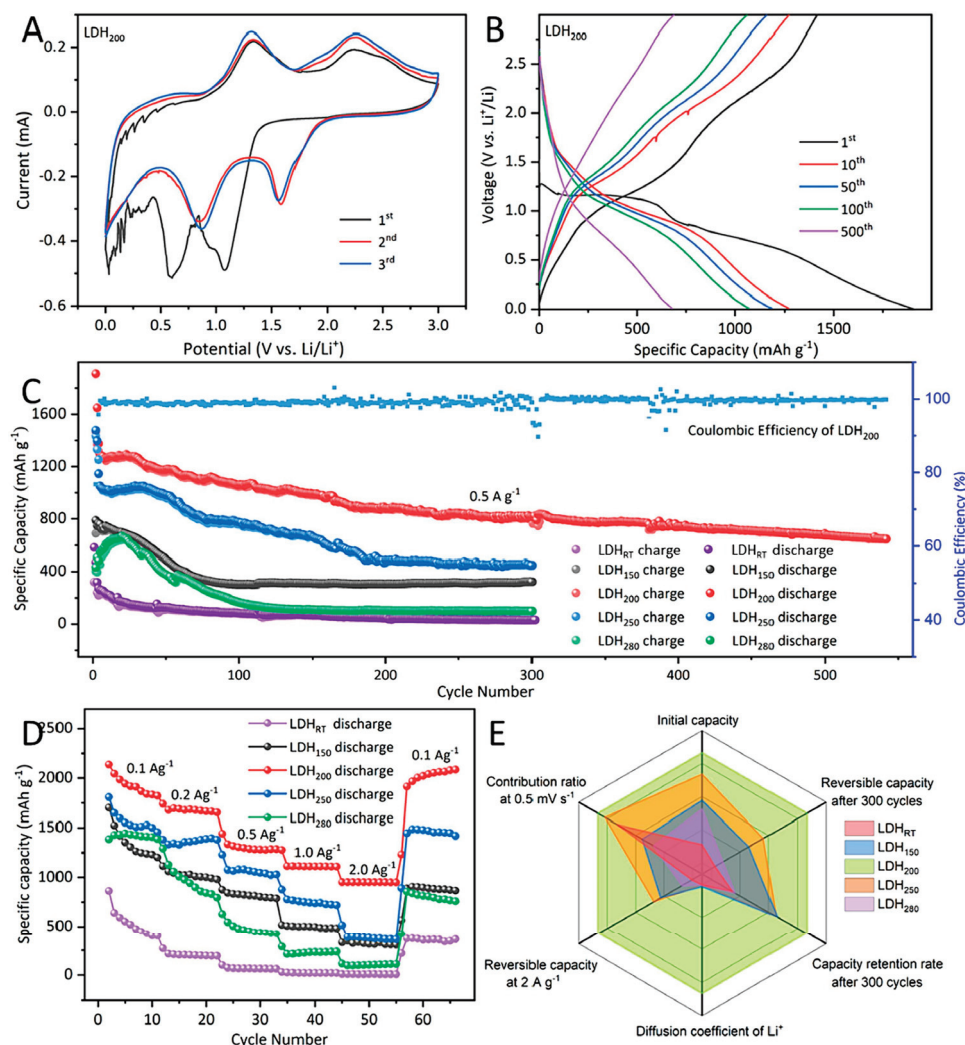 A
LDH200
0.2
0.0
-0.2
-0.4
-0.6
Current (mA)
1st
2nd
3rd
0.0 0.5 1.0 1.5 2.0 2.5 3.0
Potential (V vs. Li/Li+)
B
LDH200
2.5
2.0
1.5
1.0
0.5
0.0
Voltage (V vs. Li+/Li)
1st
10th
50th
100th
500th
0 500 1000 1500
Specific Capacity (mAh g-1)
C
1600
1200
800
400
0
Specific Capacity (mAh g-1)
Coulombic Efficiency of LDH200
0.5 A g-1
LDHRT charge LDHRT discharge
LDH150 charge LDH150 discharge
LDH200 charge LDH200 discharge
LDH250 charge LDH250 discharge
LDH280 charge LDH280 discharge
100
80
60
40
Coulombic Efficiency (%)
0 100 200 300 400 500
Cycle Number
D
2500
2000
1500
1000
500
0
Specific capacity (mAh g-1)
LDHRT discharge
LDH150 discharge
LDH200 discharge
LDH250 discharge
LDH280 discharge
0.1 Ag-1
0.2 Ag-1
0.5 Ag-1
1.0 Ag-1
2.0 Ag-1
0.1 Ag-1
0 10 20 30 40 50 60
Cycle Number
E
Initial capacity
Contribution ratio
at 0.5 mV s-1
Reversible capacity
after 300 cycles
LDHRT
LDH150
LDH200
LDH250
LDH280
Reversible capacity
at 2 A g-1
Capacity retention rate
after 300 cycles
Diffusion coefficient of Li+